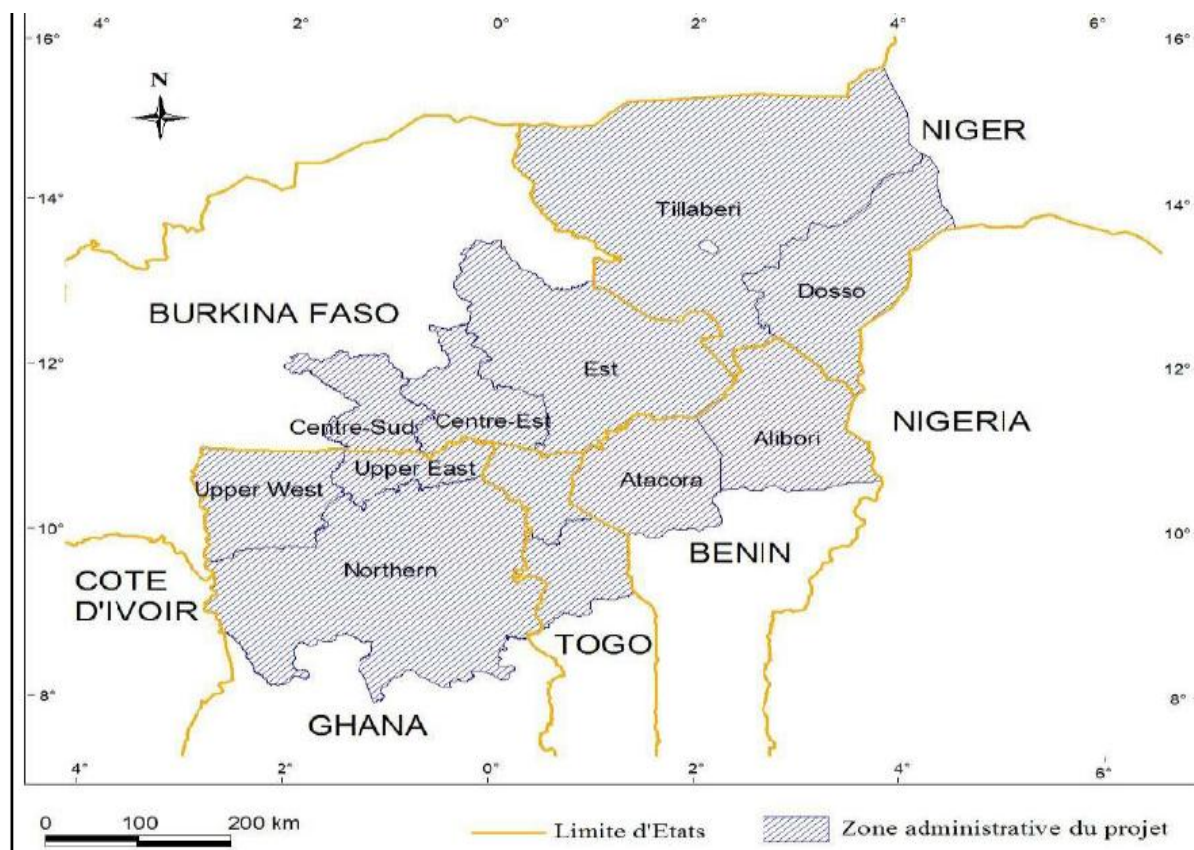 4° 2° 0° 2° 4° 6°
16° 16°
N
NIGER
14° 14°
Tillaberi
Dosso
BURKINA FASO
12° 12°
Est
Centre-Sud Centre-Est
NIGERIA
Alibori
Upper East
Upper West Atacora
10° 10°
BENIN
Northern
COTE
D'IVOIR
TOGO
8° 8°
GHANA
4° 2° 0° 2° 4° 6°
0 100 200 km
Limite d'Etats Zone administrative du projet